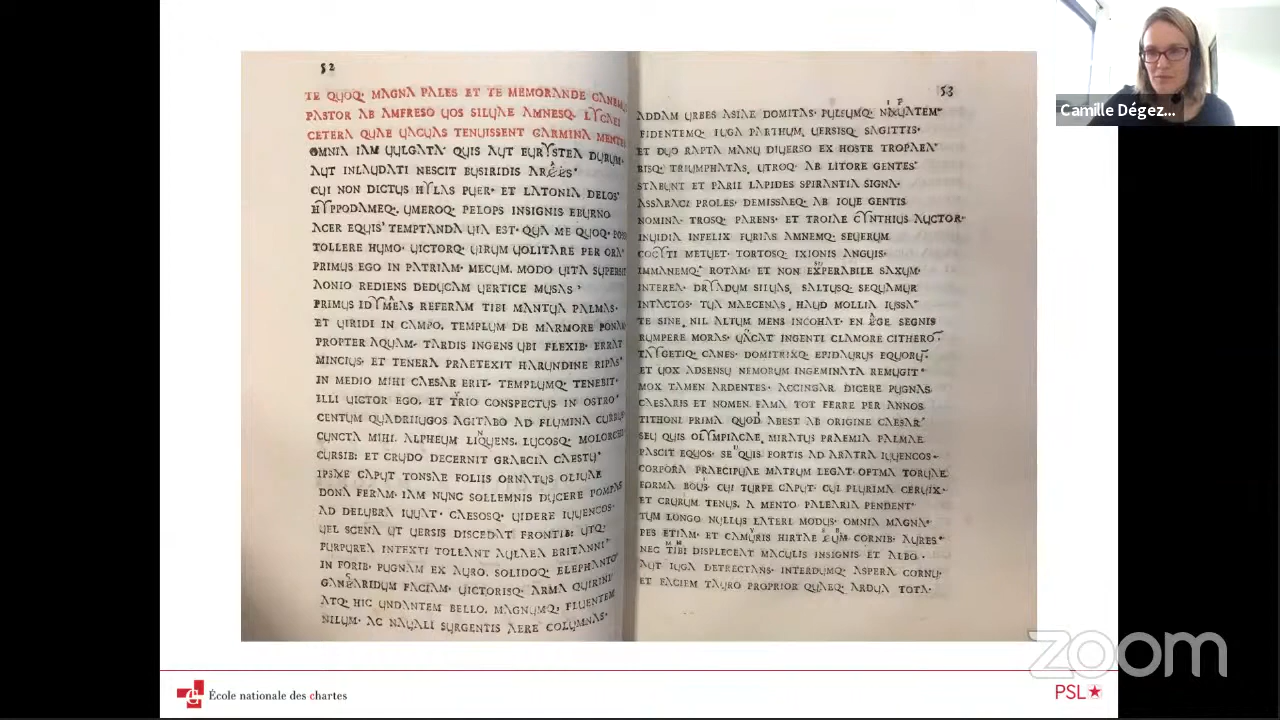 52
TE QUOQ. MAGNA PALES ET TE MEMORANDE CANEM
PASTOR AB AMFRESO UOS SILUAE AMNESQ. LYCAEI
CETERA QUAE UACUAS TENUISSENT CARMINA MENTES
OMNIA IAM UULGATA· QUIS AUT EURYSTEA DURUM·
AUT INLAUDATI NESCIT BUSIRIDIS
CUI NON DICTUS HYLAS PUER· ET LATONIA DELOS·
HYPPODAMEQ. UMEROQ· PELOPS INSIGNIS EBURNO
ACER EQUIS· TEMPTANDA UIA EST· QUA ME QUOQ· POSS
TOLLERE HUMO· UICTORQ· UIRUM UOLITARE PER ORA·
PRIMUS EGO IN PATRIAM· MECUM. MODO UITA SUPERSIT
AONIO REDIENS DEDUCAM UERTICE MUSAS·
PRIMUS IDYMEAS REFERAM TIBI MANTUA PALMAS·
ET UIRIDI IN CAMPO. TEMPLUM DE MARMORE PONAM
PROPTER AQUAM· TARDIS INGENS UBI FLEXIB· ERRAT
MINCIUS· ET TENERA PRAETEXIT HARUNDINE RIPAS·
IN MEDIO MIHI CAESAR ERIT· TEMPLUMQ· TENEBIT·
ILLI UICTOR EGO. ET TYRIO CONSPECTUS IN OSTRO·
CENTUM QUADRIIUGOS AGITABO AD FLUMINA CURRUS
CUNCTA MIHI. ALPHEUM LIQUENS. LUCOSQ· MOLORCHI
CURSIB· ET CRUDO DECERNIT GRAECIA CAESTU·
IPSAE CAPUT TONSAE FOLIIS ORNATUS OLIUAE
DONA FERAM· IAM NUNC SOLLEMNIS DUCERE POMPAS
AD DELUBRA IUUAT· CAESOSQ· UIDERE IUUENCOS·
UEL SCENA UT UERSIS DISCEDAT FRONTIB· UTQ·
PURPUREA INTEXTI TOLLANT AULAEA BRITANNI·
IN FORIB· PUGNAM EX AURO. SOLIDOQ· ELEPHANTO·
GANGARIDUM FACIAM· UICTORISQ· ARMA QUIRINI
ATQ· HIC UNDANTEM BELLO. MAGNUMQ· FLUENTEM
NILUM· AC NAUALI SURGENTIS AERE COLUMNAS·
53
ADDAM URBES ASIAE DOMITAS· PULSUMQ· NIPHATEM·
FIDENTEMQ· FUGA PARTHUM. UERSISQ· SAGITTIS·
ET DUO RAPTA MANU DIUERSO EX HOSTE TROPAEA·
BISQ· TRIUMPHATAS. UTROQ· AB LITORE GENTES·
STABUNT ET PARII LAPIDES SPIRANTIA SIGNA·
ASSARACI PROLES· DEMISSAEQ· AB IOUE GENTIS
NOMINA· TROSQ· PARENS· ET TROIAE CYNTHIUS AUCTOR·
INUIDIA INFELIX FURIAS AMNEMQ· SEUERUM
COCYTI METUET· TORTOSQ· IXIONIS ANGUIS·
IMMANEMQ· ROTAM· ET NON EXPERABILE SAXUM·
INTEREA· DRYADUM SILUAS. SALTUSQ· SEQUAMUR
INTACTOS· TUA MAECENAS. HAUD MOLLIA IUSSA·
TE SINE. NIL ALTUM MENS INCOHAT· EN AGE SEGNIS
RUMPERE MORAS· UOCAT INGENTI CLAMORE CITHERO·
TAYGETIQ· CANES· DOMITRIXQ· EPIDAURUS EQUORU·
ET UOX ADSENSU NEMORUM INGEMINATA REMUGIT·
MOX TAMEN ARDENTES· ACCINGAR DICERE PUGNAS
CAESARIS ET NOMEN. FAMA TOT FERRE PER ANNOS
TITHONI PRIMA QUOD ABEST AB ORIGINE CAESAR·
SEU QUIS OLYMPIACAE. MIRATUS PRAEMIA PALMAE
PASCIT EQUOS· SEU QUIS FORTIS AD ARATRA IUUENCOS·
CORPORA PRAECIPUAE MATRUM LEGAT· OPTMA TORUAE
FORMA BOUIS· CUI TURPE CAPUT· CUI PLURIMA CERUIX·
ET CRURUM TENUS. A MENTO PALEARIA PENDENT·
TUM LONGO NULLUS LATERI MODUS· OMNIA MAGNA·
PES ETIAM· ET CAMURIS HIRTAE CORNIB· AURES·
NEC TIBI DISPLECEAT MACULIS INSIGNIS ET ALBO·
AUT IUGA DETRECTANS· INTERDUMQ· ASPERA CORNU·
ET FACIEM TAURO PROPRIOR QUAEQ· ARDUA TOTA·
Camille Dégez...
École nationale des chartes
PSL
zoom